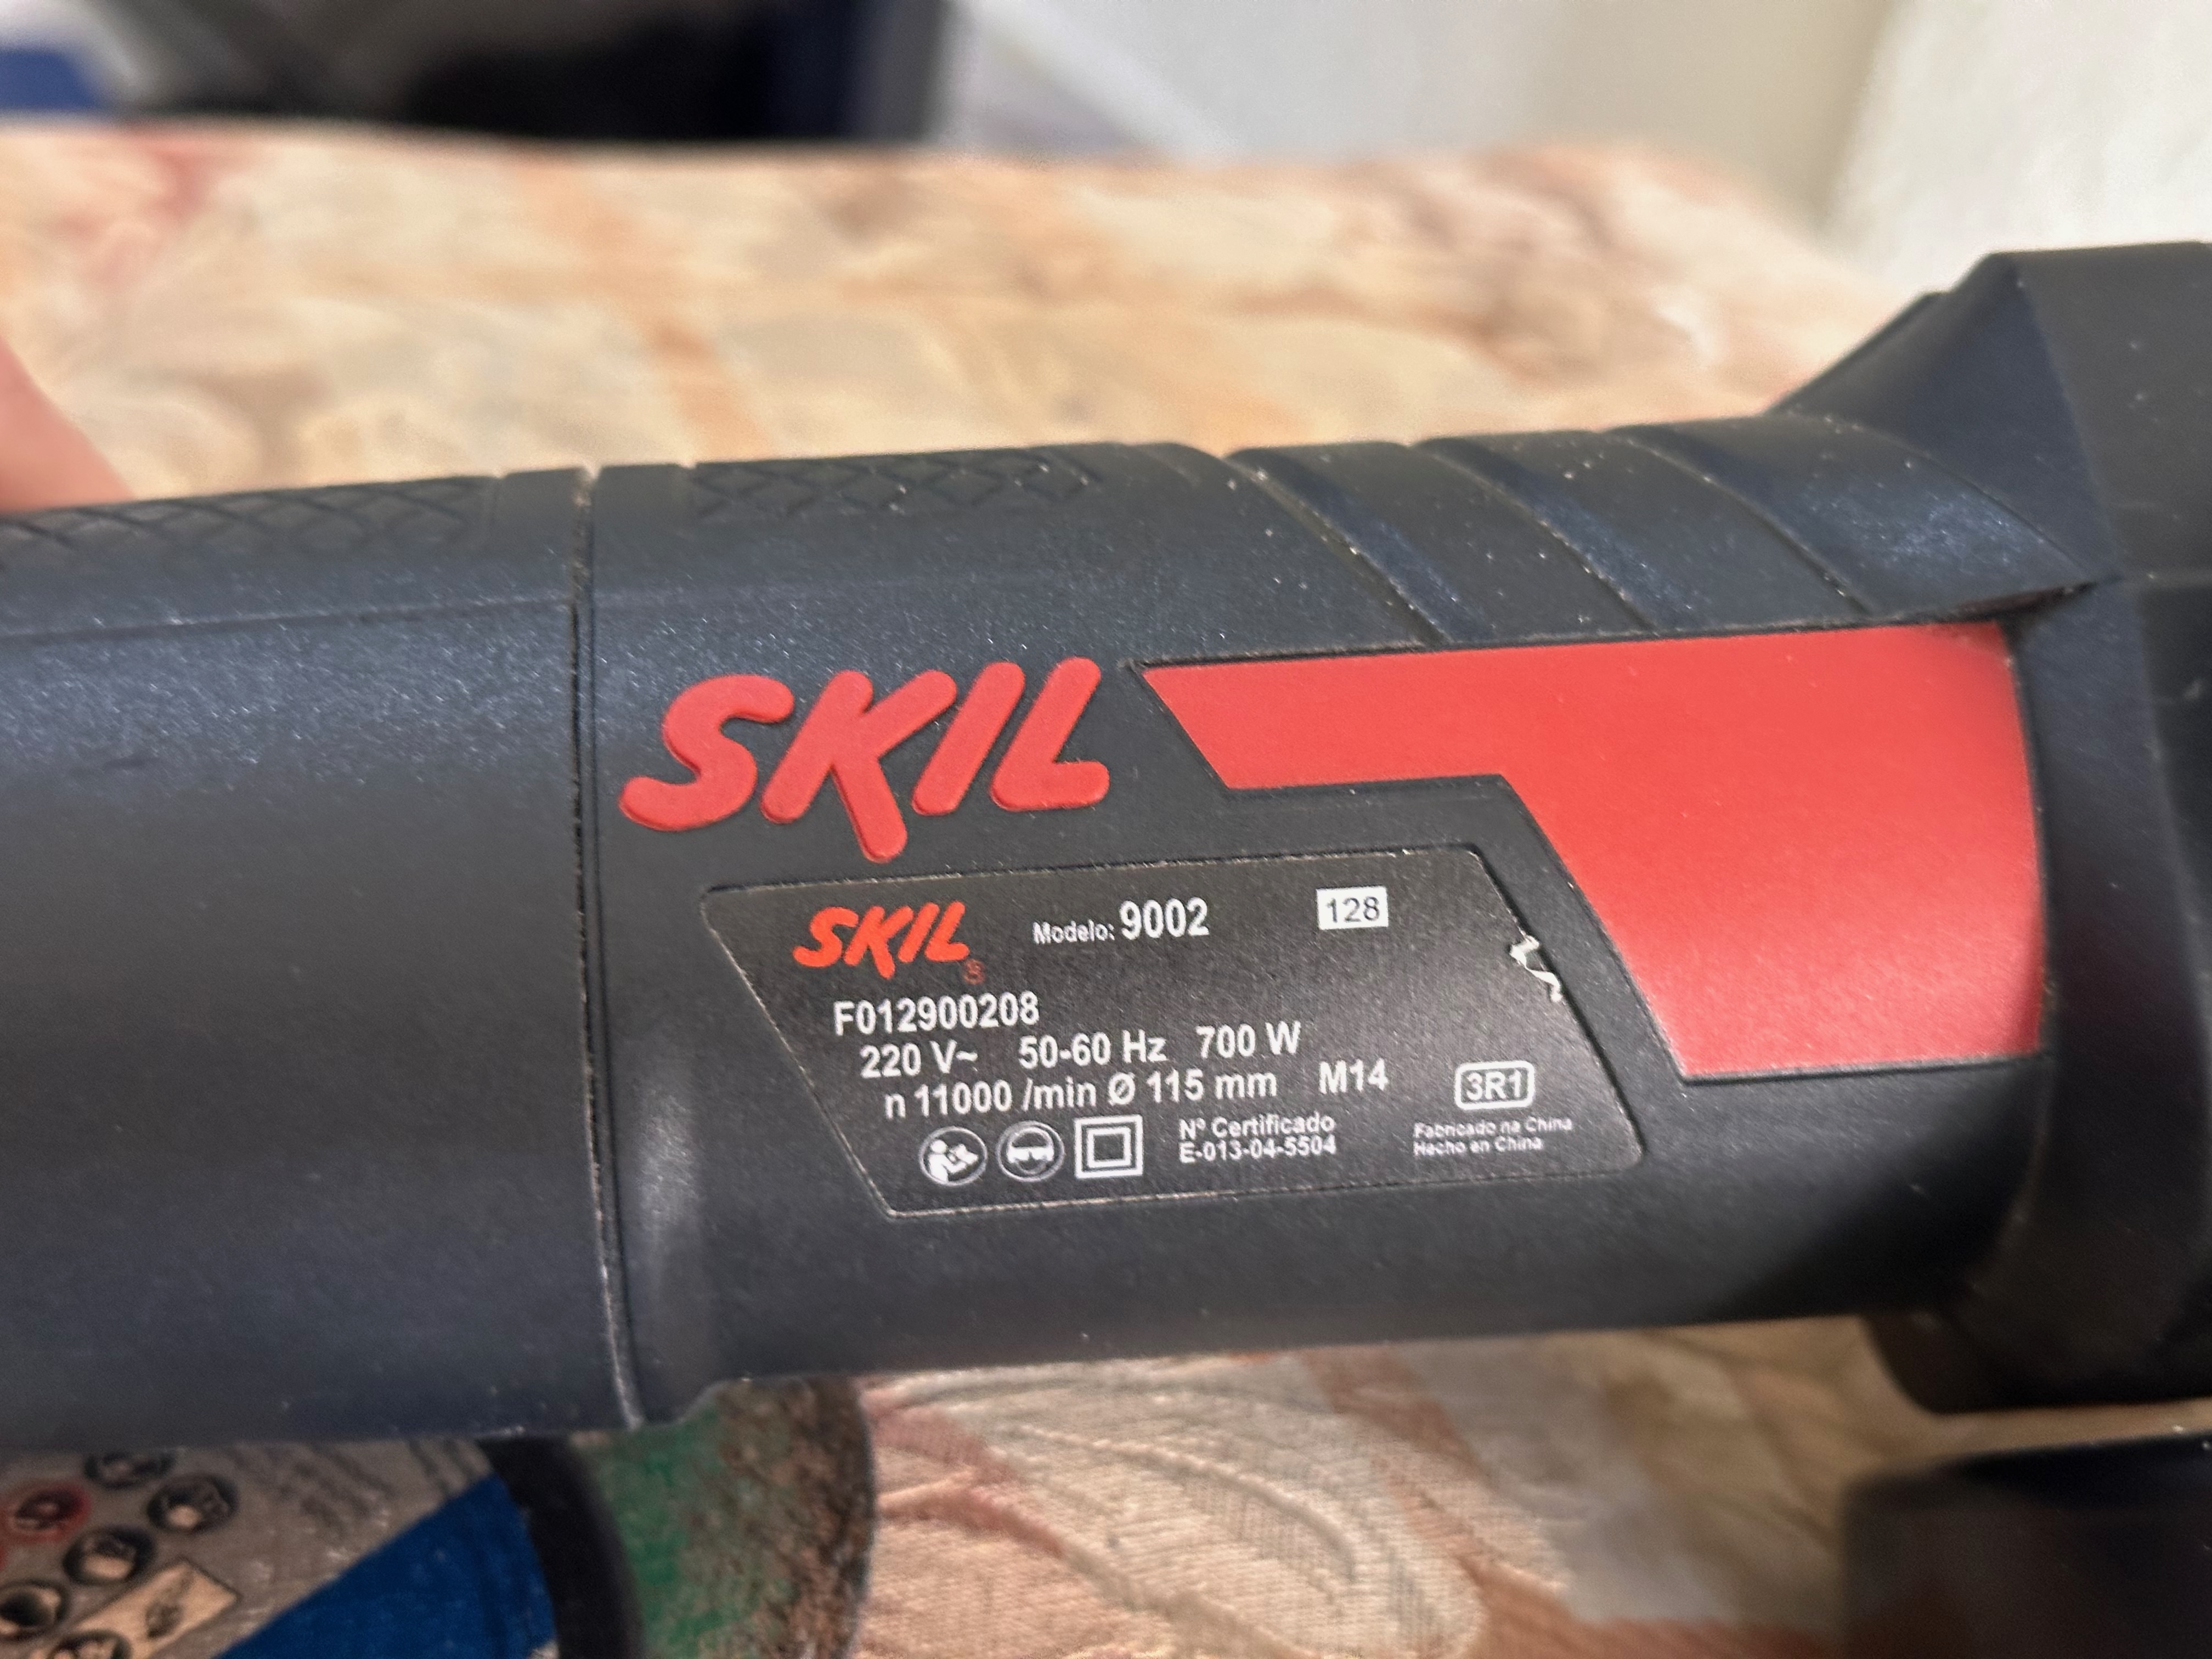 SKIL
SKIL Modelo: 9002 128
F012900208
220 V~ 50-60 Hz 700 W
n 11000 /min Ø 115 mm M14 3R1
Nº Certificado
E-013-04-5504
Fabricado na China
Hecho en China